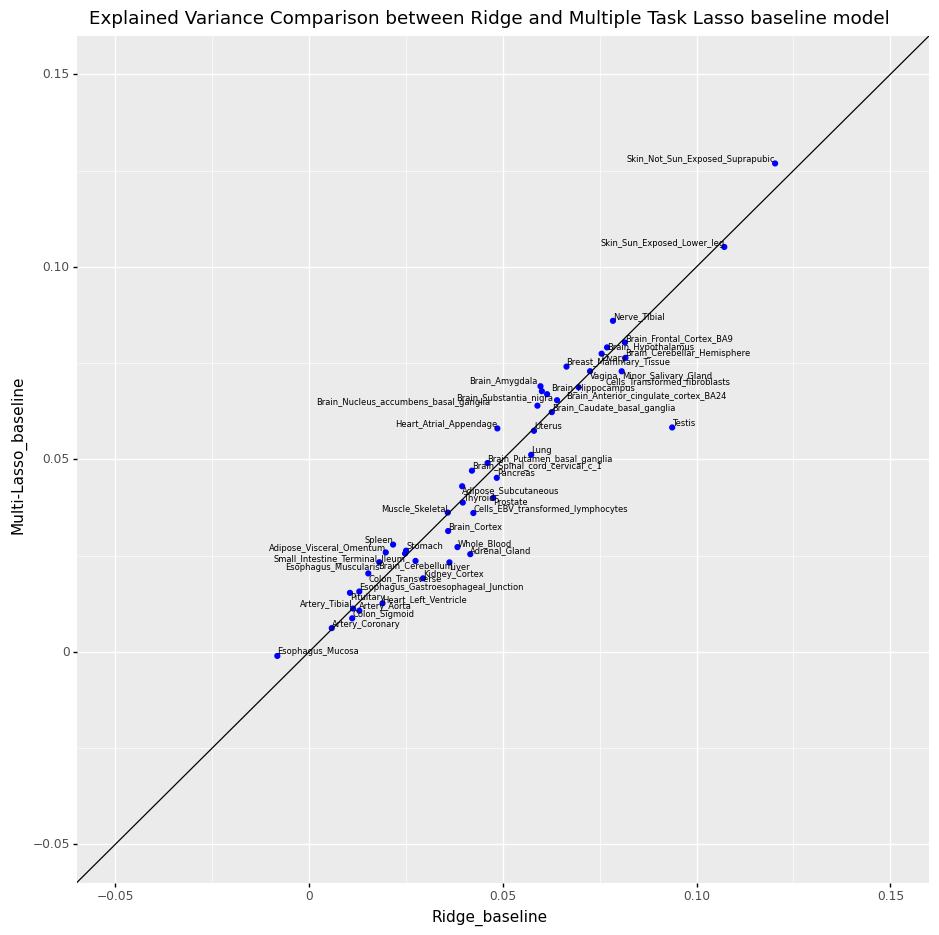 Explained Variance Comparison between Ridge and Multiple Task Lasso baseline model
0.15
Skin_Not_Sun_Exposed_Suprapubic
Skin_Sun_Exposed_Lower_leg
0.10
Nerve_Tibial
Brain_Frontal_Cortex_BA9
Brain_Hypothalamus
Brain_Cerebellar_Hemisphere
Ovary
Breast_Mammary_Tissue
Vagina
Minor_Salivary_Gland
Brain_Amygdala
Cells_Transformed_fibroblasts
Brain_Hippocampus
Brain_Anterior_cingulate_cortex_BA24
Brain_Substantia_nigra
Brain_Nucleus_accumbens_basal_ganglia
Brain_Caudate_basal_ganglia
Heart_Atrial_Appendage
Uterus
Testis
Lung
0.05
Brain_Putamen_basal_ganglia
Brain_Spinal_cord_cervical_c_1
Pancreas
Adipose_Subcutaneous
Thyroid
Prostate
Muscle_Skeletal
Cells_EBV_transformed_lymphocytes
Brain_Cortex
Spleen
Whole_Blood
Adipose_Visceral_Omentum
Stomach
Adrenal_Gland
Small_Intestine_Terminal_Ileum
Esophagus_Muscularis
Brain_Cerebellum
Liver
Kidney_Cortex
Colon_Transverse
Esophagus_Gastroesophageal_Junction
Pituitary
Heart_Left_Ventricle
Artery_Tibial
Artery_Aorta
Colon_Sigmoid
Artery_Coronary
Esophagus_Mucosa
0
−0.05
−0.05
0
0.05
0.10
0.15
Ridge_baseline
Multi-Lasso_baseline